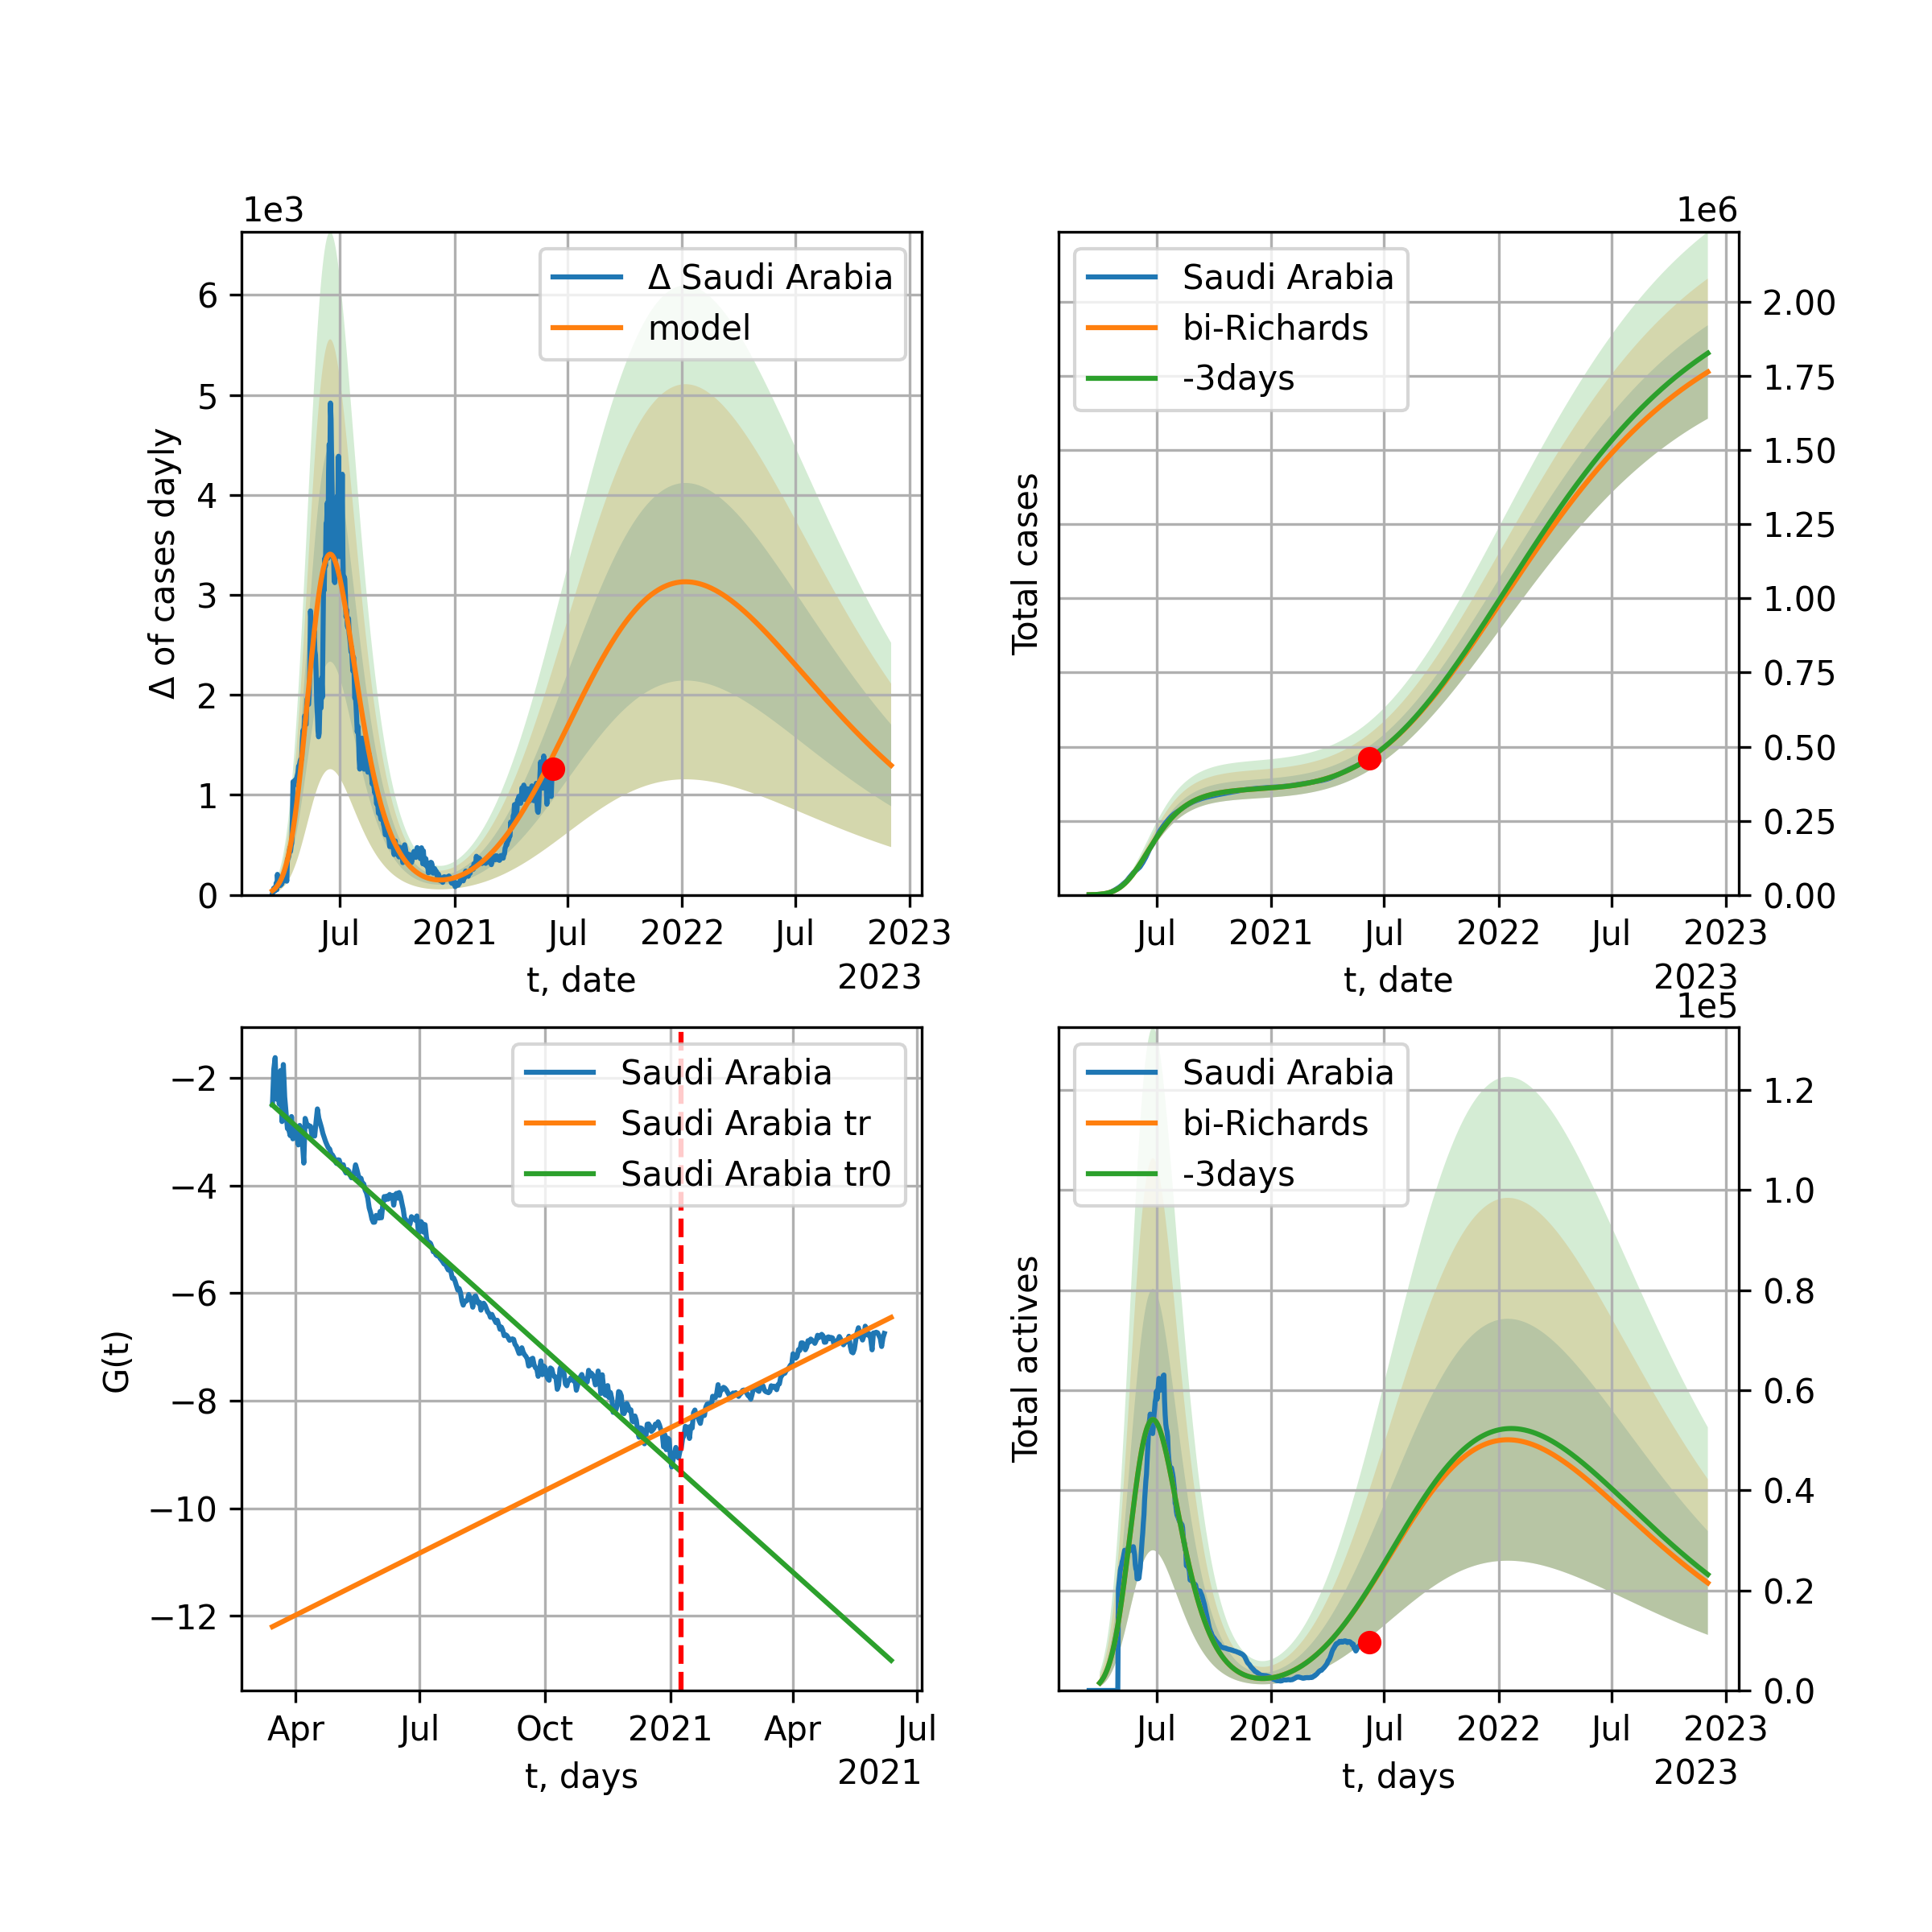 1e3
Δ of cases dayly
6
5
4
3
2
1
0
Δ Saudi Arabia
model
Jul
2021
Jul
2022
Jul
2023
t, date
2023
1e6
Total cases
Saudi Arabia
bi-Richards
-3days
2.00
1.75
1.50
1.25
1.00
0.75
0.50
0.25
0.00
Jul
2021
Jul
2022
Jul
2023
t, date
2023
G(t)
−2
−4
−6
−8
−10
−12
Saudi Arabia
Saudi Arabia tr
Saudi Arabia tr0
Apr
Jul
Oct
2021
Apr
Jul
t, days
2021
1e5
Total actives
Saudi Arabia
bi-Richards
-3days
1.2
1.0
0.8
0.6
0.4
0.2
0.0
Jul
2021
Jul
2022
Jul
2023
t, days
2023